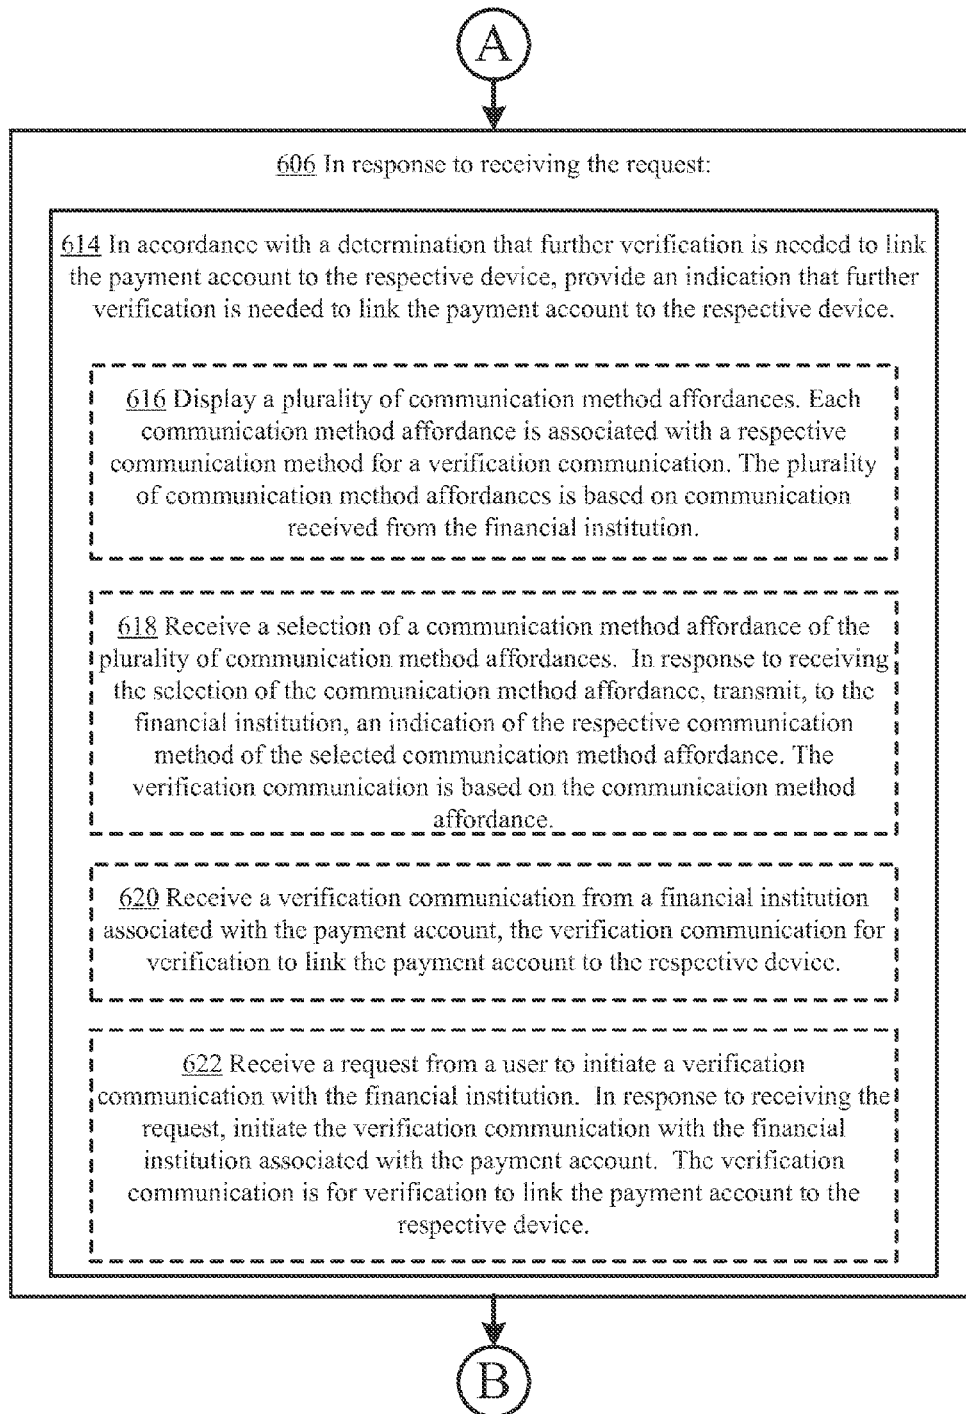 A
606 In response to receiving the request:
614 In accordance with a determination that further verification is needed to link
the payment account to the respective device, provide an indication that further
verification is needed to link the payment account to the respective device.
616 Display a plurality of communication method affordances. Each
communication method affordance is associated with a respective
communication method for a verification communication. The plurality
of communication method affordances is based on communication
received from the financial institution.
618 Receive a selection of a communication method affordance of the
plurality of communication method affordances. In response to receiving
the selection of the communication method affordance, transmit, to the
financial institution, an indication of the respective communication
method of the selected communication method affordance. The
verification communication is based on the communication method
affordance.
620 Receive a verification communication from a financial institution
associated with the payment account, the verification communication for
verification to link the payment account to the respective device.
622 Receive a request from a user to initiate a verification
communication with the financial institution. In response to receiving the
request, initiate the verification communication with the financial
institution associated with the payment account. The verification
communication is for verification to link the payment account to the
respective device.
B